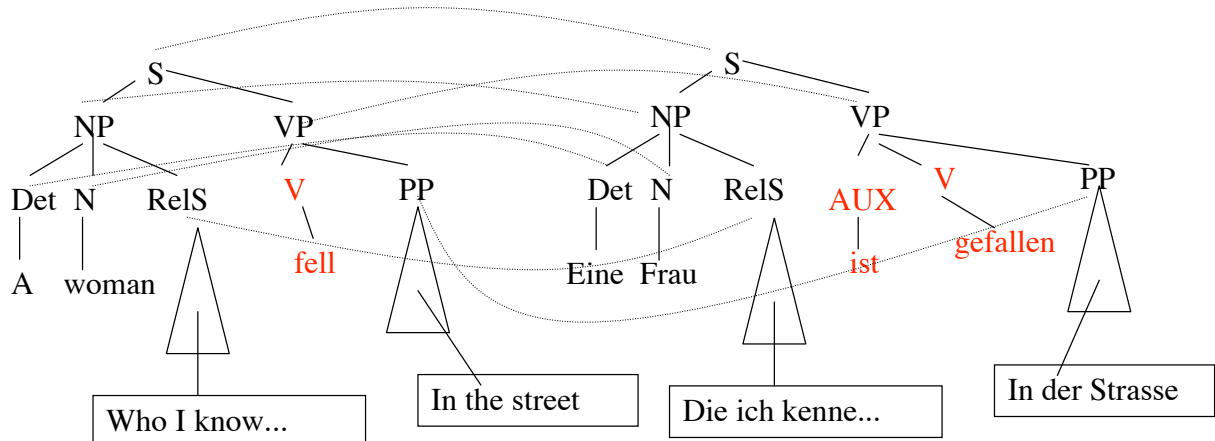 S S
NP VP NP VP
Det N RelS V PP Det N RelS AUX V PP
A woman fell Eine Frau ist gefallen
Who I know... In the street Die ich kenne... In der Strasse